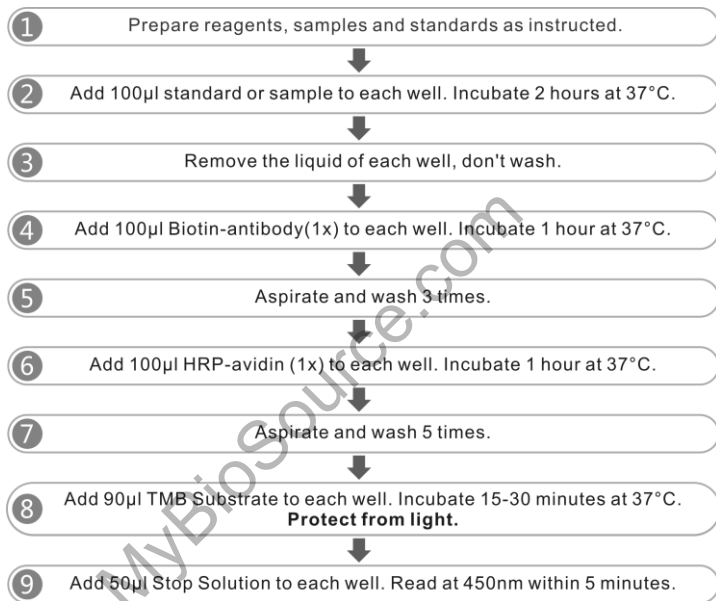 1 Prepare reagents, samples and standards as instructed.
2 Add 100μl standard or sample to each well. Incubate 2 hours at 37°C.
3 Remove the liquid of each well, don't wash.
4 Add 100μl Biotin-antibody(1x) to each well. Incubate 1 hour at 37°C.
5 Aspirate and wash 3 times.
6 Add 100μl HRP-avidin (1x) to each well. Incubate 1 hour at 37°C.
7 Aspirate and wash 5 times.
8 Add 90μl TMB Substrate to each well. Incubate 15-30 minutes at 37°C.
Protect from light.
9 Add 50μl Stop Solution to each well. Read at 450nm within 5 minutes.
MyBioSource.com